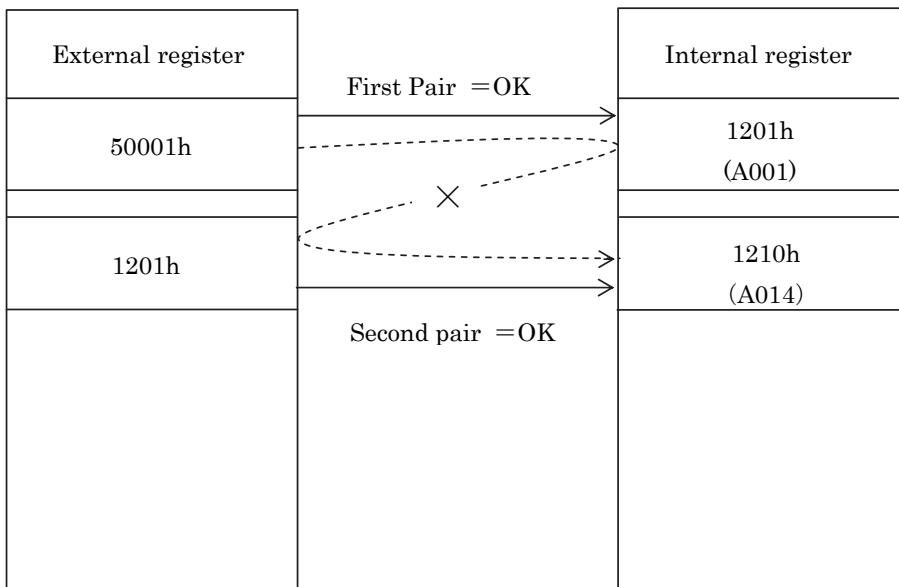 External register
Internal register
First Pair ＝OK
50001h
1201h
(A001)
×
1201h
1210h
(A014)
Second pair ＝OK